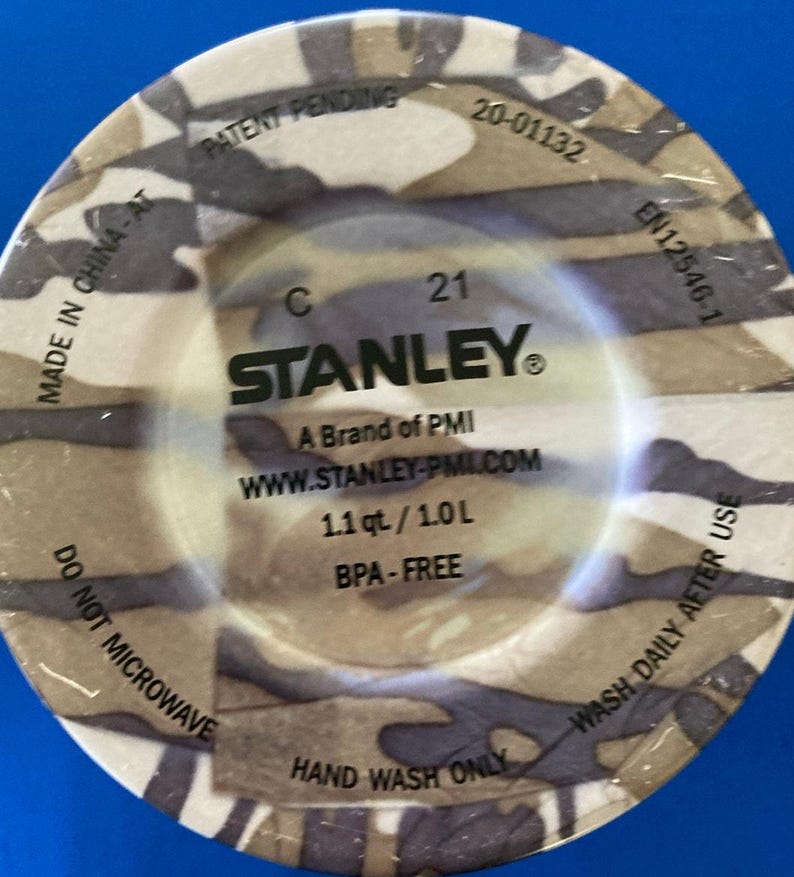 PATENT PENDING
20-01132
EN12546-1
MADE IN CHINA - AT
C 21
STANLEY®
A Brand of PMI
WWW.STANLEY-PMI.COM
1.1 qt. / 1.0 L
BPA - FREE
DO NOT MICROWAVE
HAND WASH ONLY
WASH DAILY AFTER USE